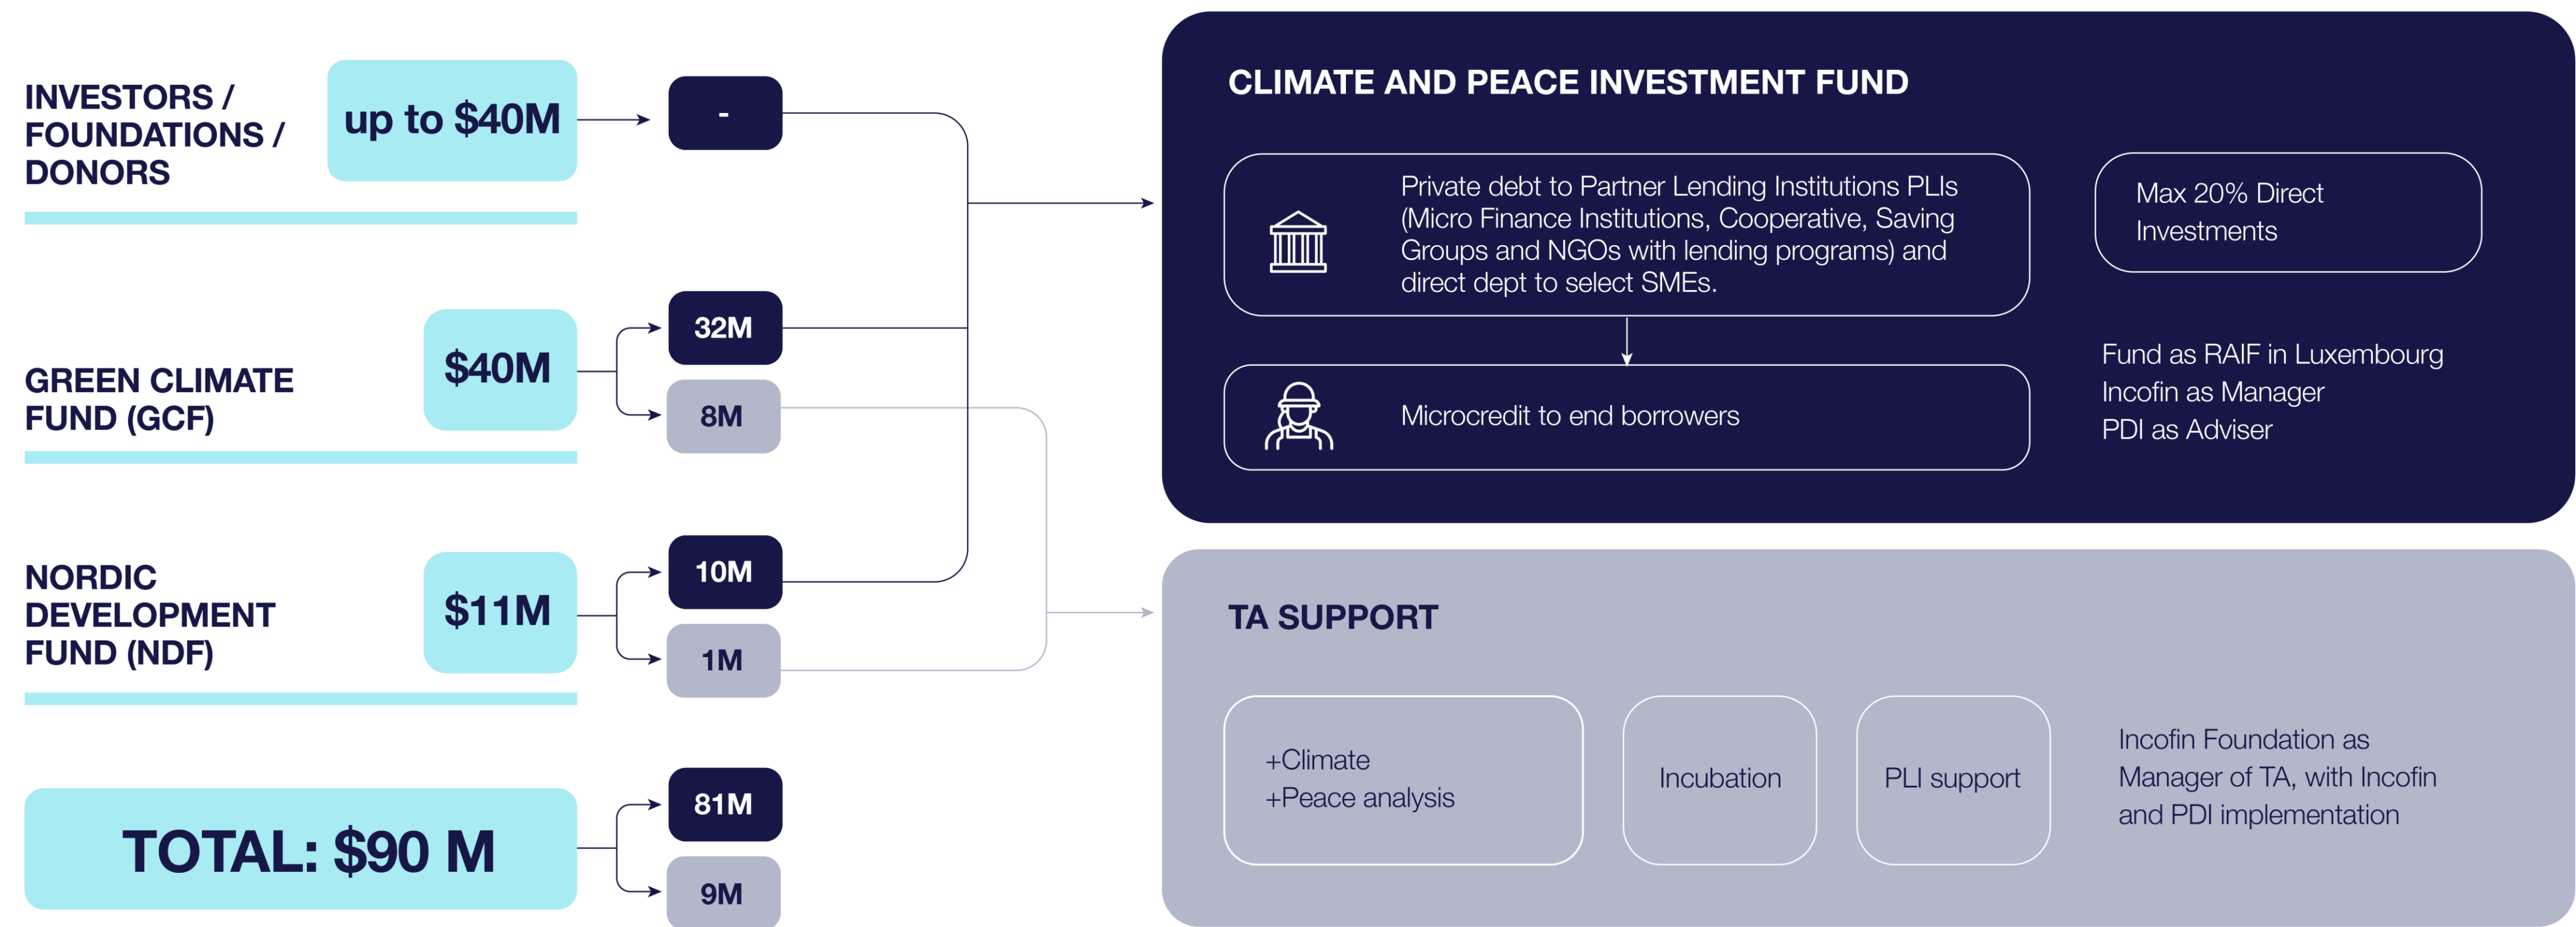 INVESTORS /
FOUNDATIONS /
DONORS
up to $40M
-
GREEN CLIMATE
FUND (GCF)
$40M
32M
8M
NORDIC
DEVELOPMENT
FUND (NDF)
$11M
10M
1M
TOTAL: $90 M
81M
9M
CLIMATE AND PEACE INVESTMENT FUND
Private debt to Partner Lending Institutions PLIs
(Micro Finance Institutions, Cooperative, Saving
Groups and NGOs with lending programs) and
direct dept to select SMEs.
Max 20% Direct
Investments
Microcredit to end borrowers
Fund as RAIF in Luxembourg
Incofin as Manager
PDI as Adviser
TA SUPPORT
+Climate
+Peace analysis
Incubation
PLI support
Incofin Foundation as
Manager of TA, with Incofin
and PDI implementation